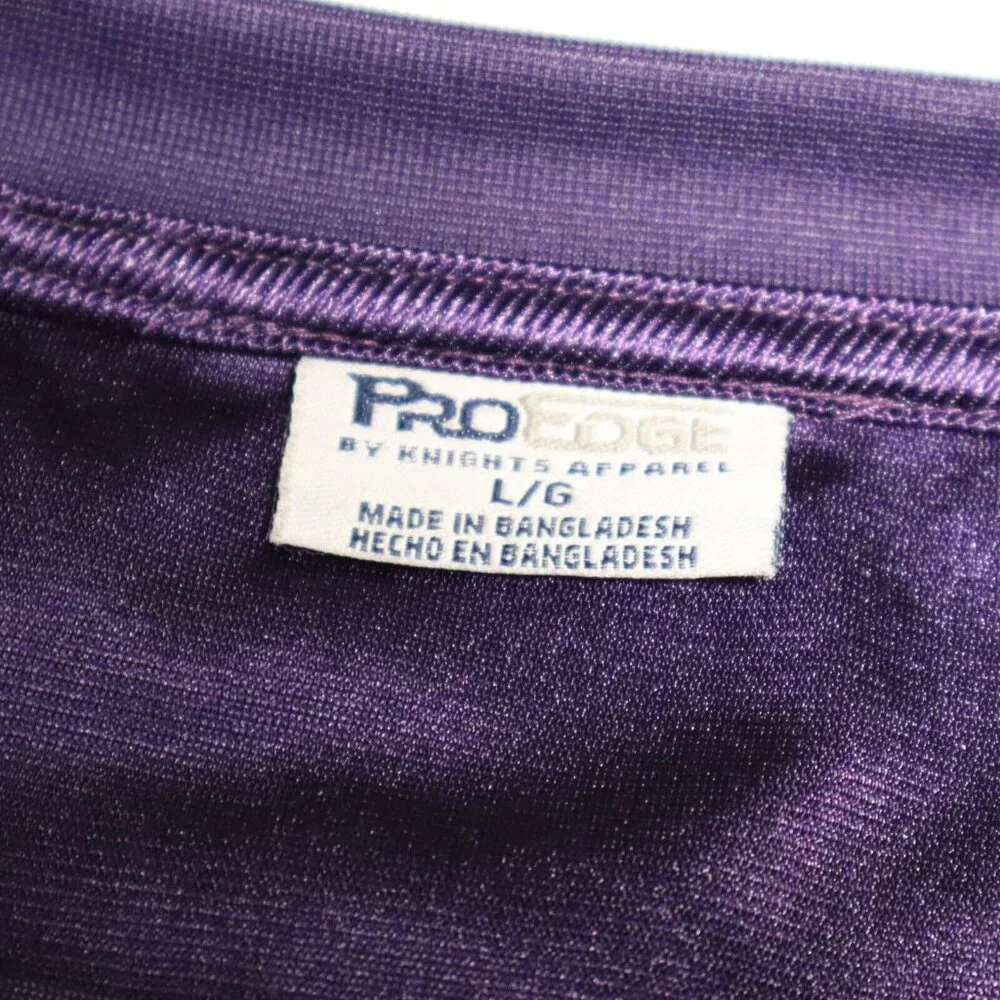 PROEDGE
BY KNIGHTS APPAREL
L/G
MADE IN BANGLADESH
HECHO EN BANGLADESH